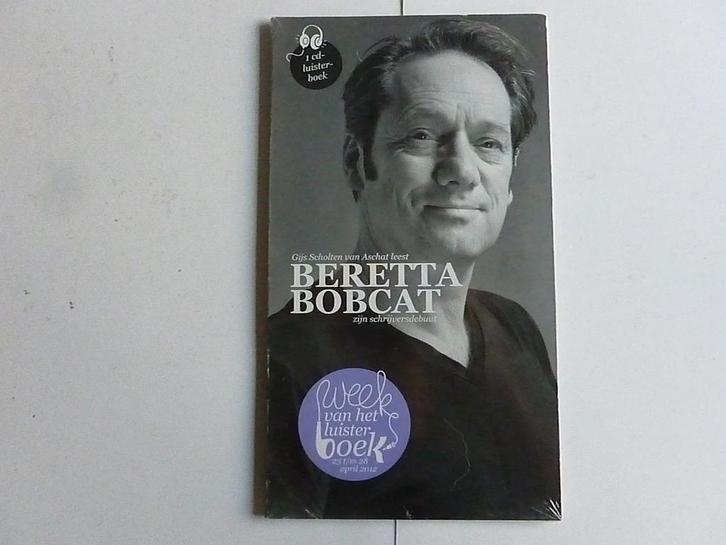 1 cd-
luister-
boek
Gijs Scholten van Aschat leest
BERETTA
BOBCAT
zijn schrijversdebuut
week
van het
luister
boek
23 t/m 28
april 2012